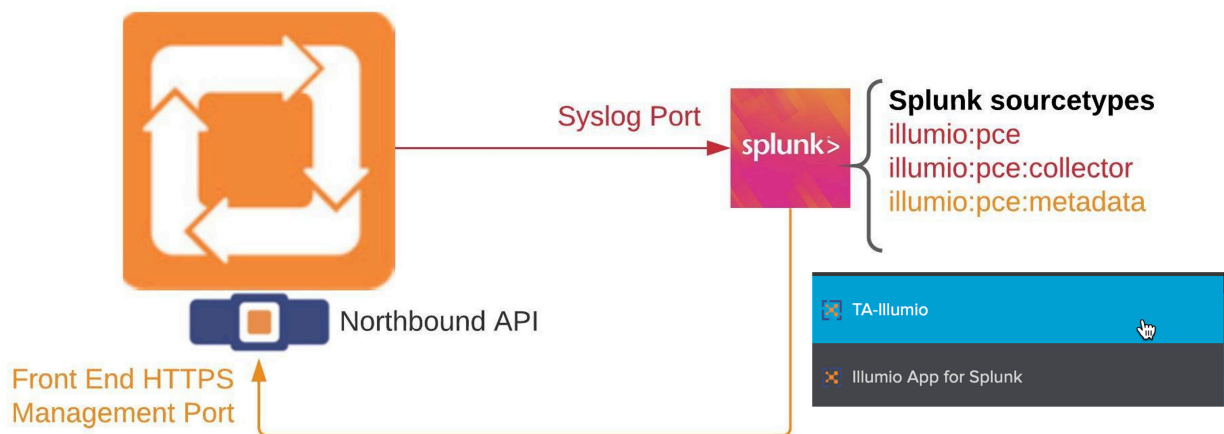 Syslog Port
splunk>
Splunk sourcetypes
illumio:pce
illumio:pce:collector
illumio:pce:metadata
Northbound API
TA-Illumio
Illumio App for Splunk
Front End HTTPS
Management Port